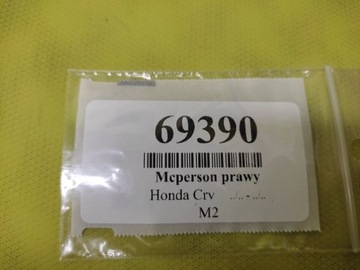 69390
Mcperson prawy
Honda Crv ../.. - ../..
M2